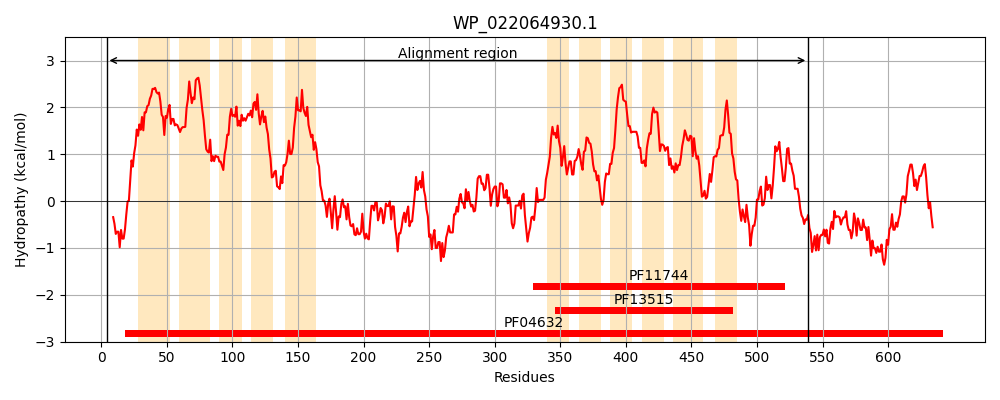 WP_022064930.1
Alignment region
Hydropathy (kcal/mol)
3
2
1
0
−1
−2
−3
PF11744
PF13515
PF04632
0 50 100 150 200 250 300 350 400 450 500 550 600
Residues